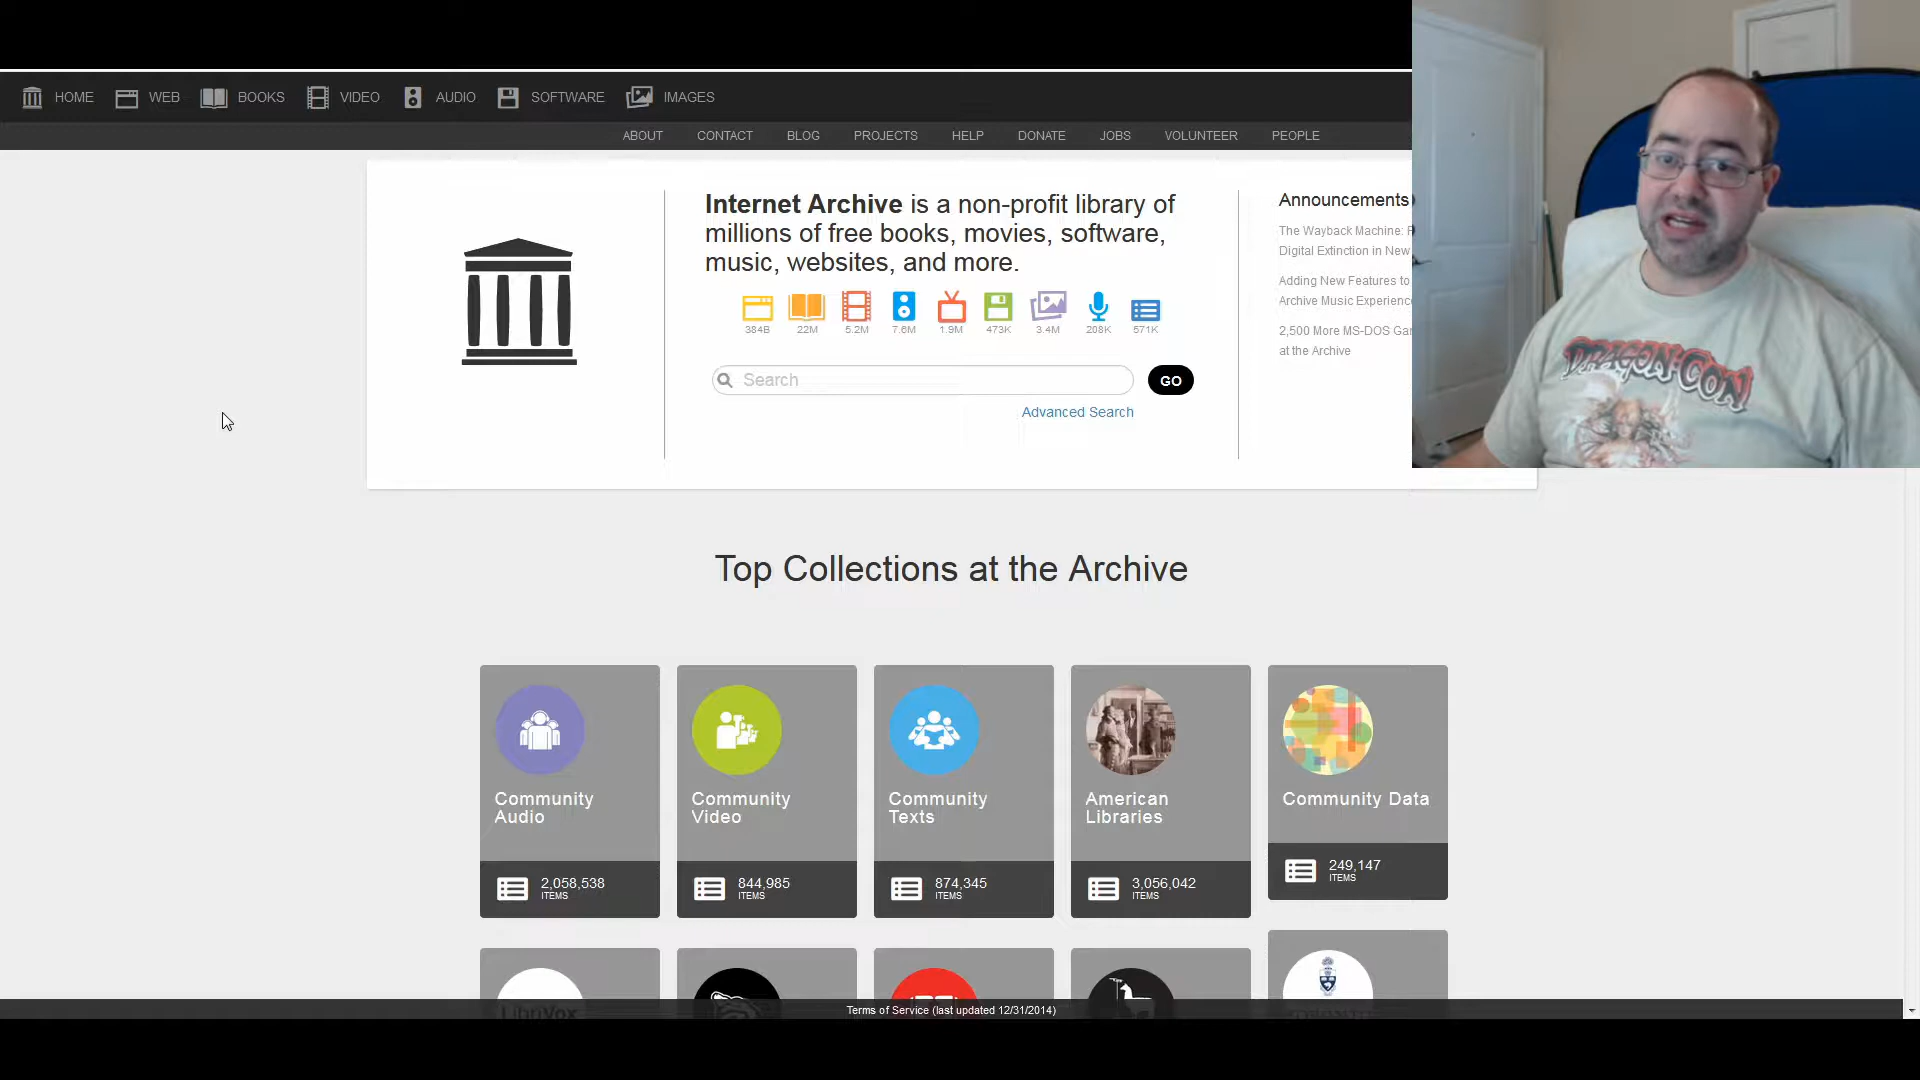 HOME
WEB
BOOKS
VIDEO
AUDIO
SOFTWARE
IMAGES
ABOUT
CONTACT
BLOG
PROJECTS
HELP
DONATE
JOBS
VOLUNTEER
PEOPLE
Internet Archive is a non-profit library of
millions of free books, movies, software,
music, websites, and more.
384B
22M
5.2M
7.6M
1.9M
473K
3.4M
208K
571K
Search
GO
Advanced Search
Announcements
The Wayback Machine:
Digital Extinction in New
Adding New Features to
Archive Music Experience
2,500 More MS-DOS
at the Archive
DRAGON-CON
Top Collections at the Archive
Community
Audio
2,058,538
ITEMS
Community
Video
844,985
ITEMS
Community
Texts
874,345
ITEMS
American
Libraries
3,056,042
ITEMS
Community Data
249,147
ITEMS
LibriVox
Terms of Service (last updated 12/31/2014)